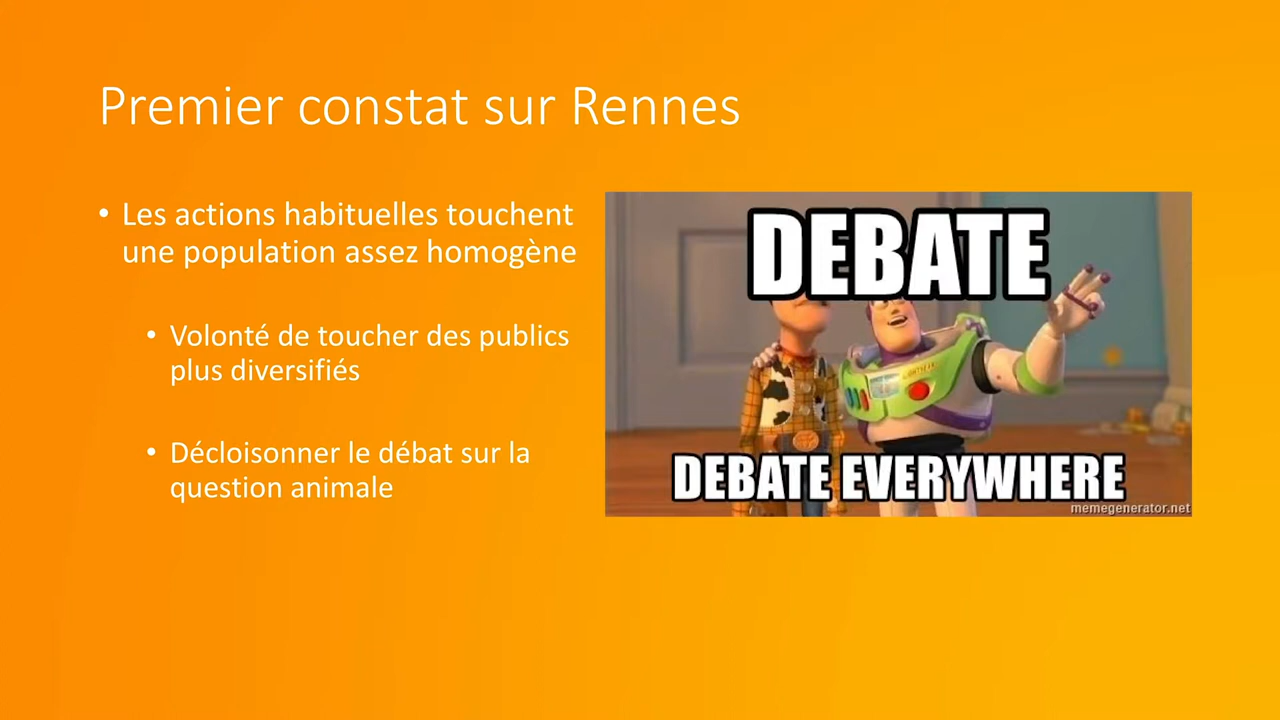 Premier constat sur Rennes
• Les actions habituelles touchent
une population assez homogène
• Volonté de toucher des publics
plus diversifiés
• Décloisonner le débat sur la
question animale
DEBATE
DEBATE EVERYWHERE
memegenerator.net